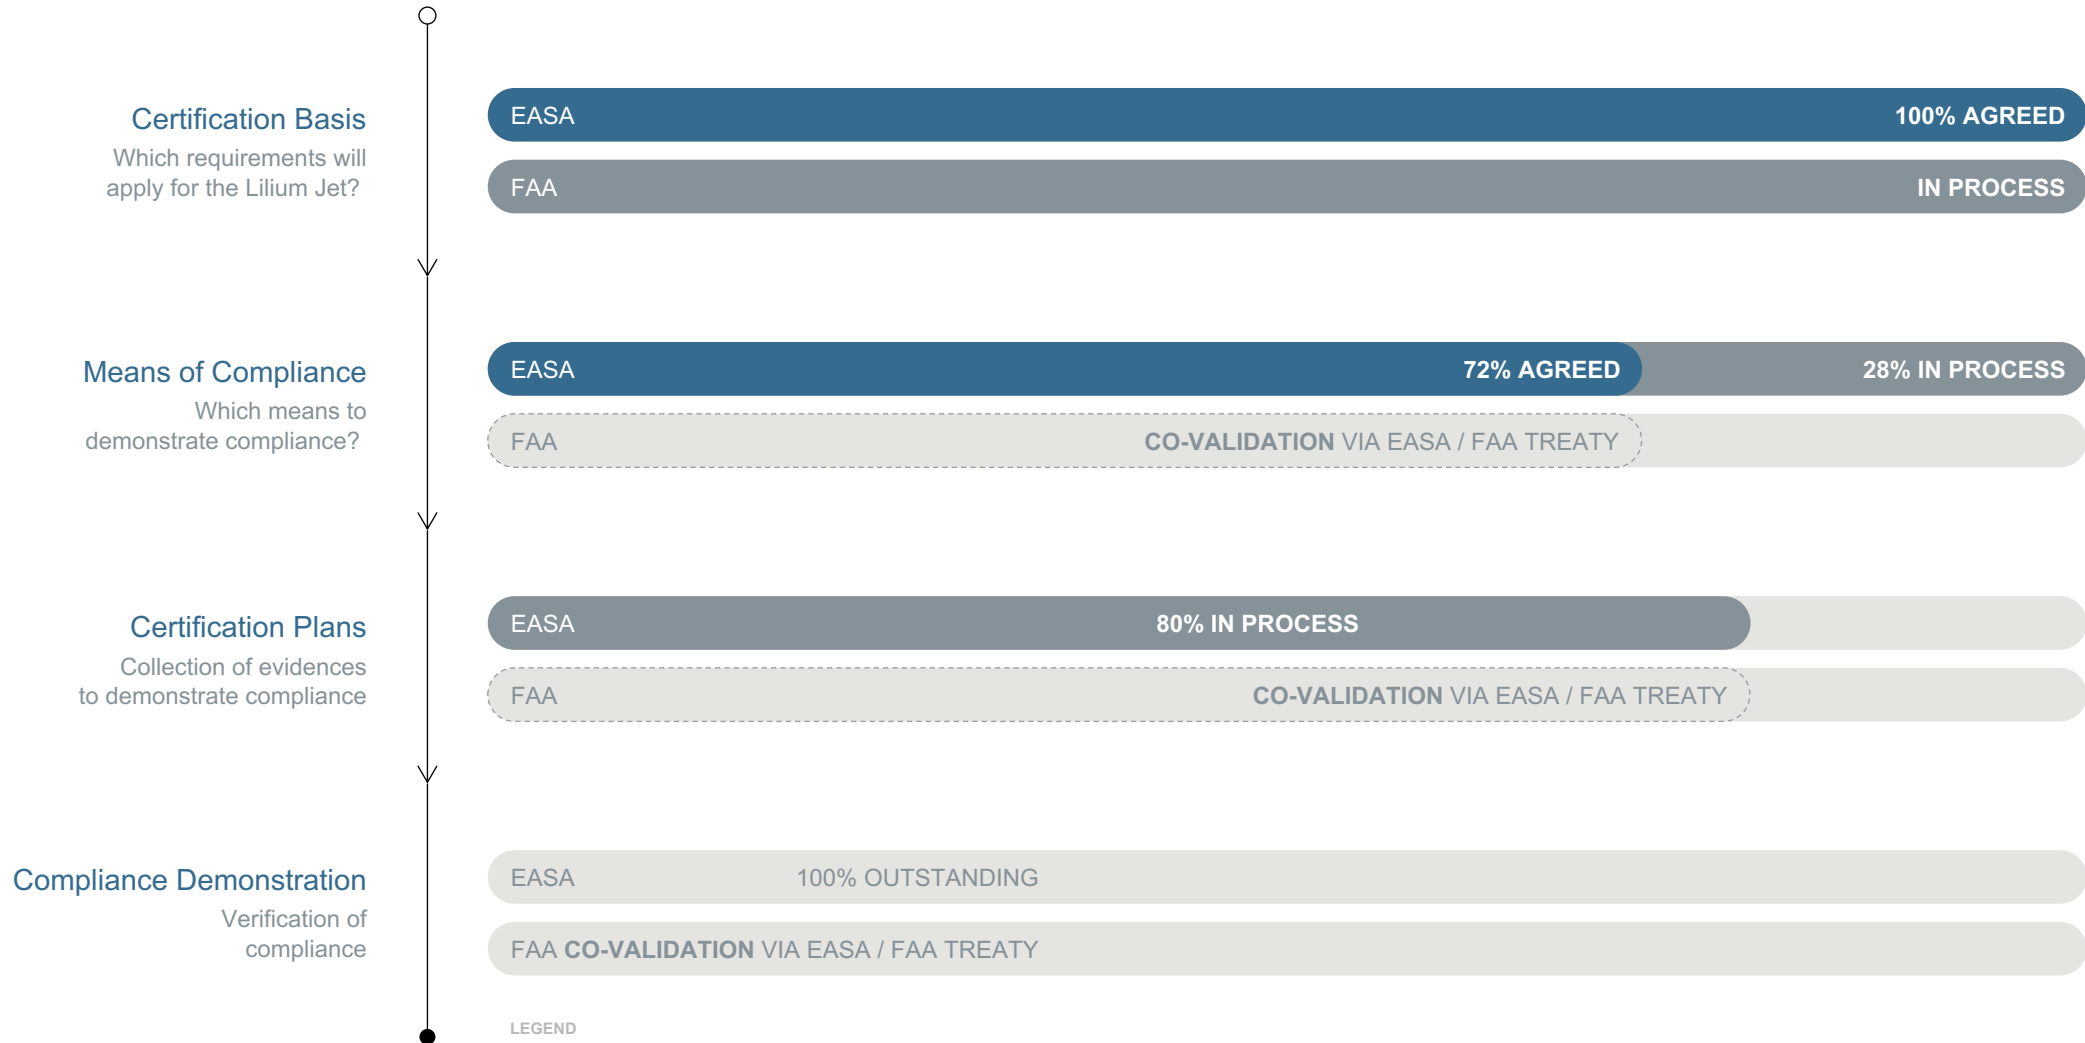 Certification Basis
Which requirements will
apply for the Lilium Jet?
EASA 100% AGREED
FAA IN PROCESS
Means of Compliance
Which means to
demonstrate compliance?
EASA 72% AGREED 28% IN PROCESS
FAA CO-VALIDATION VIA EASA / FAA TREATY
Certification Plans
Collection of evidences
to demonstrate compliance
EASA 80% IN PROCESS
FAA CO-VALIDATION VIA EASA / FAA TREATY
Compliance Demonstration
Verification of
compliance
EASA 100% OUTSTANDING
FAA CO-VALIDATION VIA EASA / FAA TREATY
LEGEND